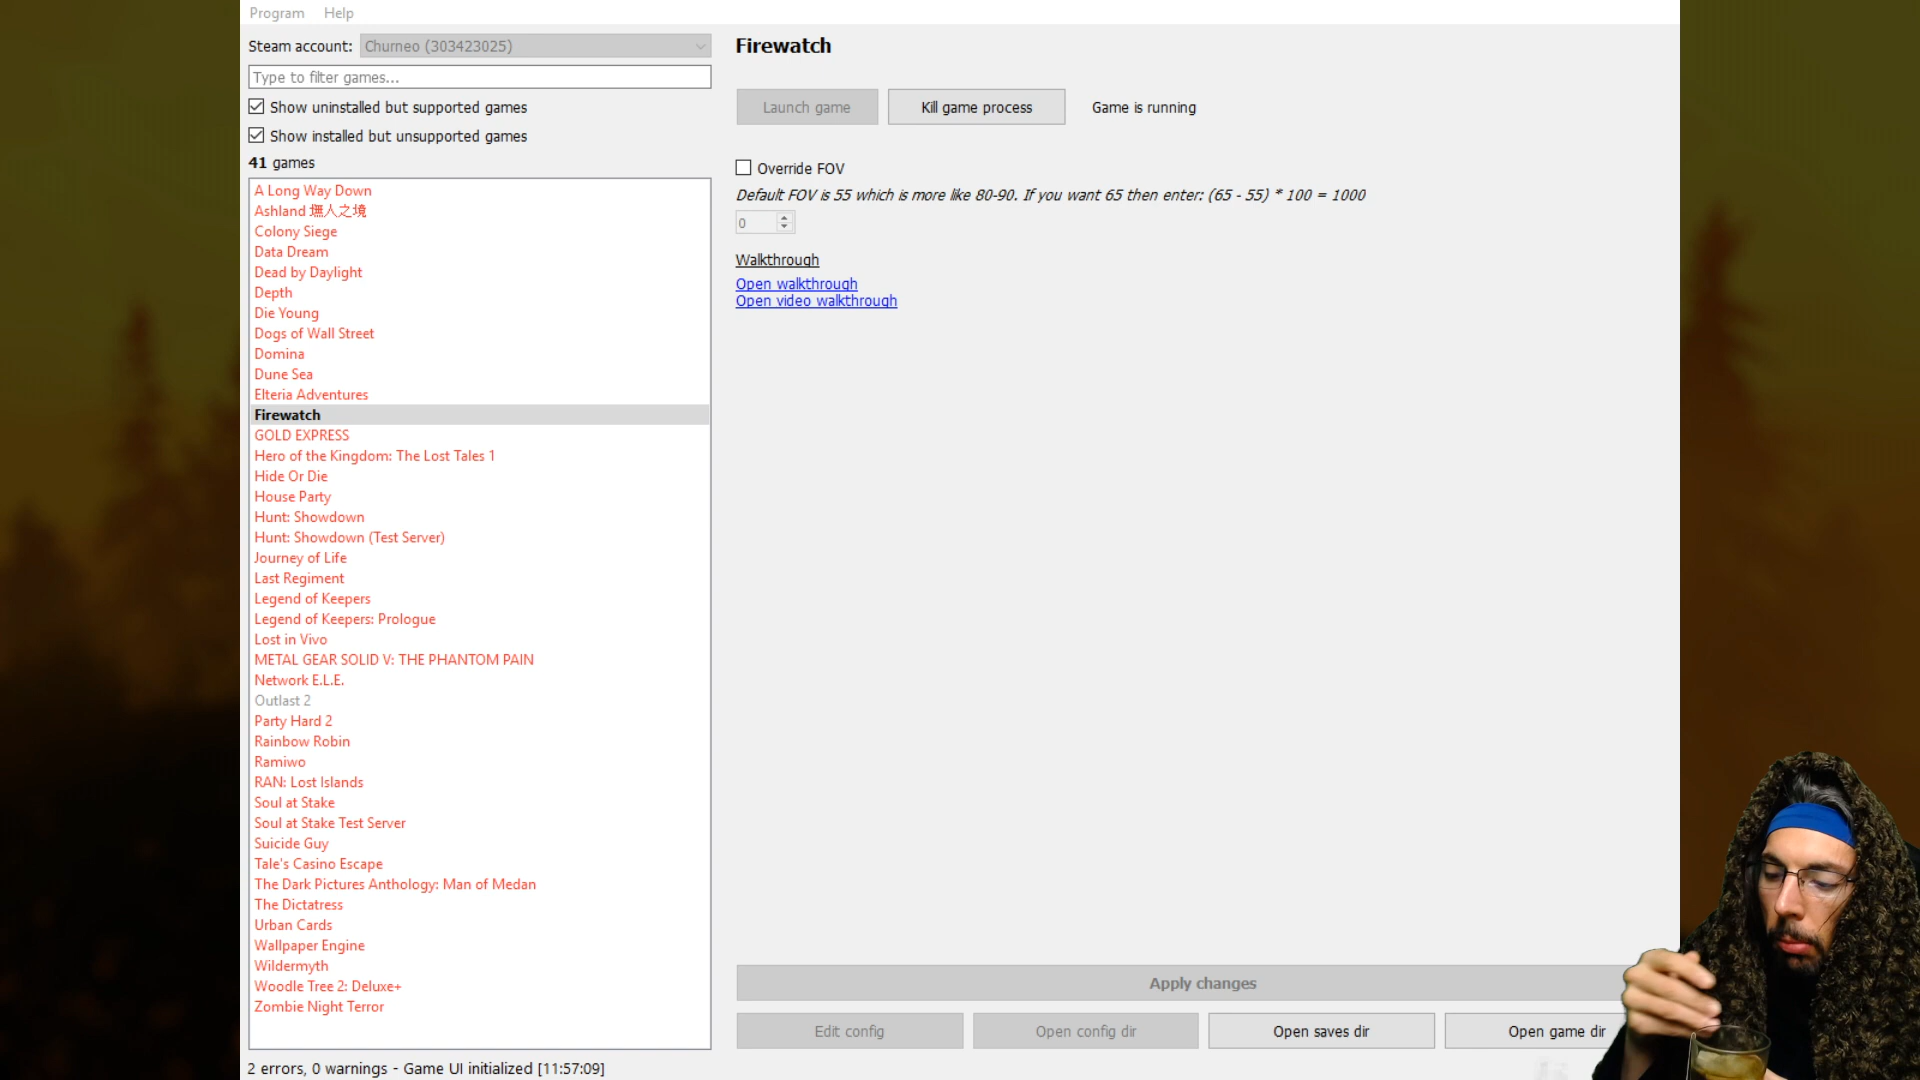 Program Help
Steam account: Churneo (303423025)
Type to filter games...
Show uninstalled but supported games
Show installed but unsupported games
41 games
A Long Way Down
Ashland 墲人之境
Colony Siege
Data Dream
Dead by Daylight
Depth
Die Young
Dogs of Wall Street
Domina
Dune Sea
Elteria Adventures
Firewatch
GOLD EXPRESS
Hero of the Kingdom: The Lost Tales 1
Hide Or Die
House Party
Hunt: Showdown
Hunt: Showdown (Test Server)
Journey of Life
Last Regiment
Legend of Keepers
Legend of Keepers: Prologue
Lost in Vivo
METAL GEAR SOLID V: THE PHANTOM PAIN
Network E.L.E.
Outlast 2
Party Hard 2
Rainbow Robin
Ramiwo
RAN: Lost Islands
Soul at Stake
Soul at Stake Test Server
Suicide Guy
Tale's Casino Escape
The Dark Pictures Anthology: Man of Medan
The Dictatress
Urban Cards
Wallpaper Engine
Wildermyth
Woodle Tree 2: Deluxe+
Zombie Night Terror
2 errors, 0 warnings - Game UI initialized [11:57:09]
Firewatch
Launch game Kill game process Game is running
Override FOV
Default FOV is 55 which is more like 80-90. If you want 65 then enter: (65 - 55) * 100 = 1000
0
Walkthrough
Open walkthrough
Open video walkthrough
Apply changes
Edit config Open config dir Open saves dir Open game dir